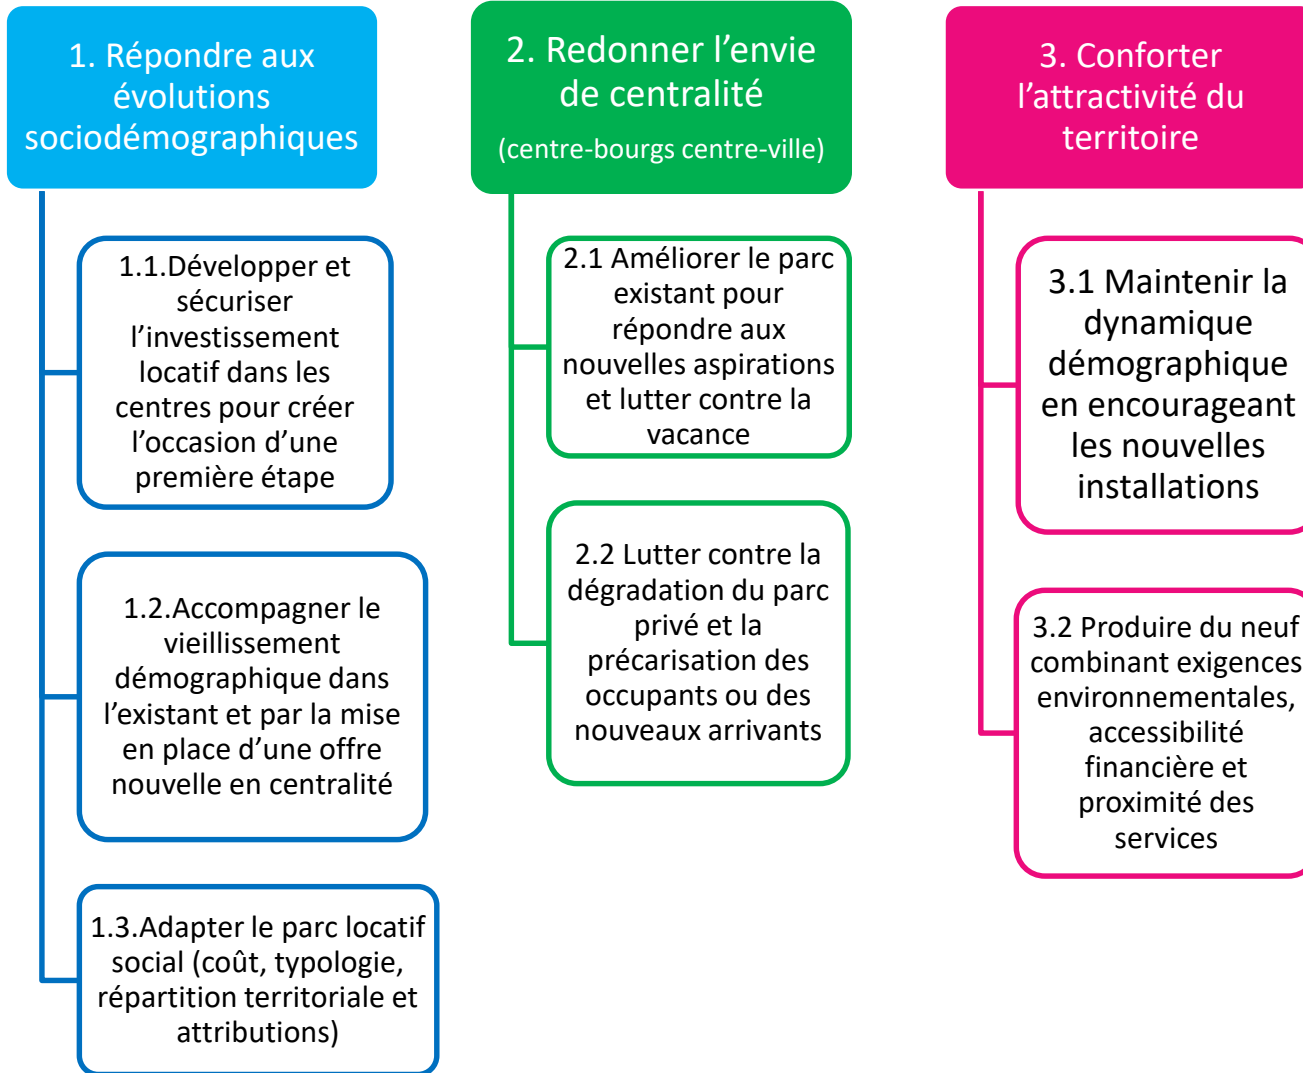 1. Répondre aux
évolutions
sociodémographiques
1.1.Développer et
sécuriser
l’investissement
locatif dans les
centres pour créer
l’occasion d’une
première étape
1.2.Accompagner le
vieillissement
démographique dans
l’existant et par la mise
en place d’une offre
nouvelle en centralité
1.3.Adapter le parc locatif
social (coût, typologie,
répartition territoriale et
attributions)
2. Redonner l’envie
de centralité
(centre-bourgs centre-ville)
2.1 Améliorer le parc
existant pour
répondre aux
nouvelles aspirations
et lutter contre la
vacance
2.2 Lutter contre la
dégradation du parc
privé et la
précarisation des
occupants ou des
nouveaux arrivants
3. Conforter
l’attractivité du
territoire
3.1 Maintenir la
dynamique
démographique
en encourageant
les nouvelles
installations
3.2 Produire du neuf
combinant exigences
environnementales,
accessibilité
financière et
proximité des
services